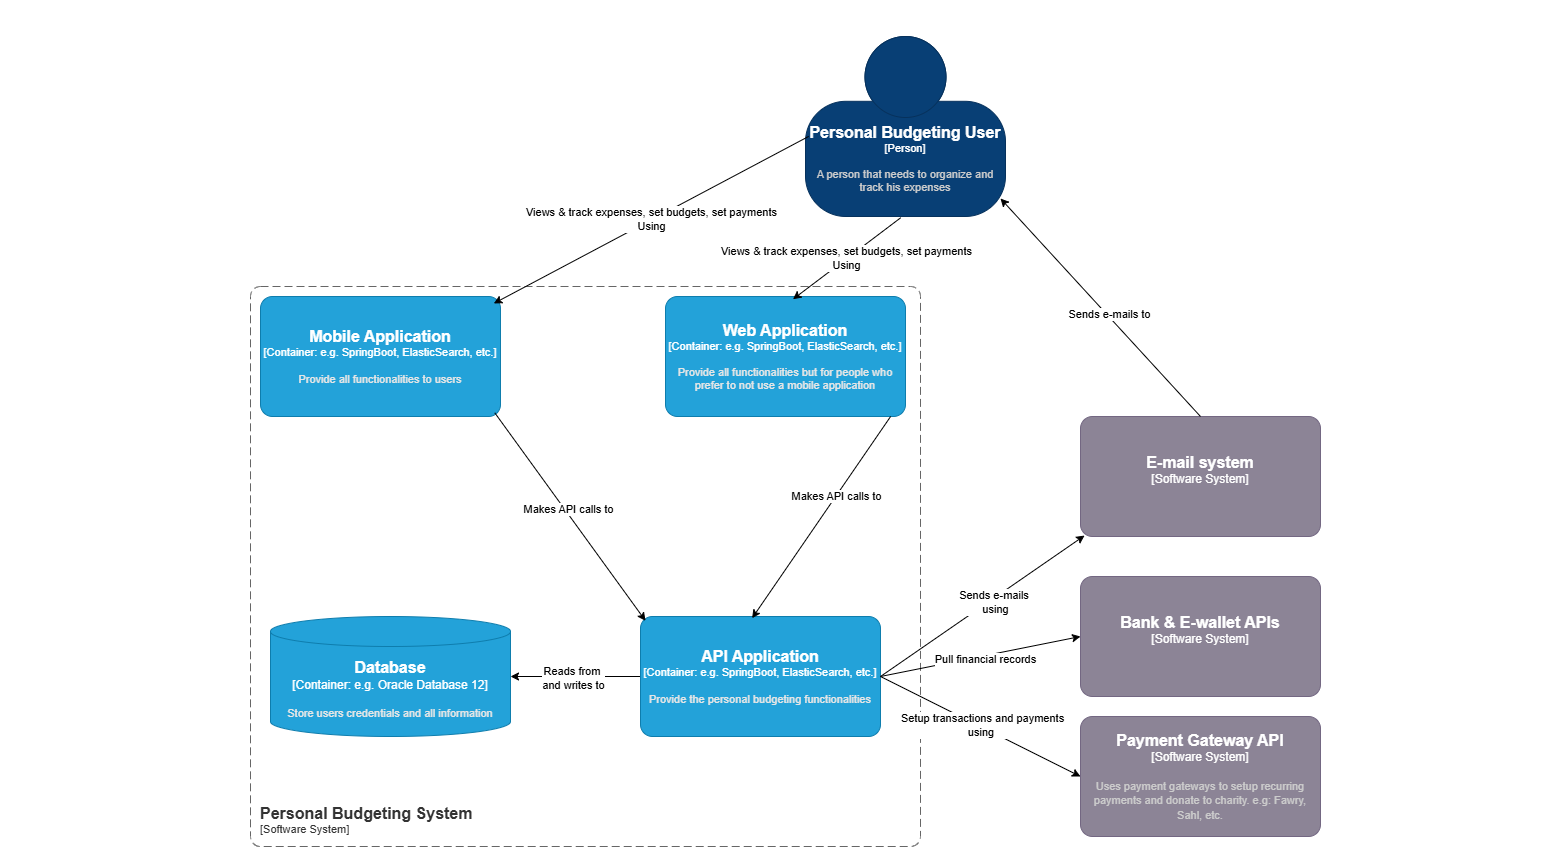 Personal Budgeting User
[Person]
A person that needs to organize and
track his expenses
Views & track expenses, set budgets, set payments
Using
Views & track expenses, set budgets, set payments
Using
Sends e-mails to
Mobile Application
[Container: e.g. SpringBoot, ElasticSearch, etc.]
Provide all functionalities to users
Web Application
[Container: e.g. SpringBoot, ElasticSearch, etc.]
Provide all functionalities but for people who
prefer to not use a mobile application
E-mail system
[Software System]
Makes API calls to
Makes API calls to
Sends e-mails
using
Bank & E-wallet APIs
[Software System]
Pull financial records
Database
[Container: e.g. Oracle Database 12]
Store users credentials and all information
Reads from
and writes to
API Application
[Container: e.g. SpringBoot, ElasticSearch, etc.]
Provide the personal budgeting functionalities
Setup transactions and payments
using
Payment Gateway API
[Software System]
Uses payment gateways to setup recurring
payments and donate to charity. e.g: Fawry,
Sahl, etc.
Personal Budgeting System
[Software System]